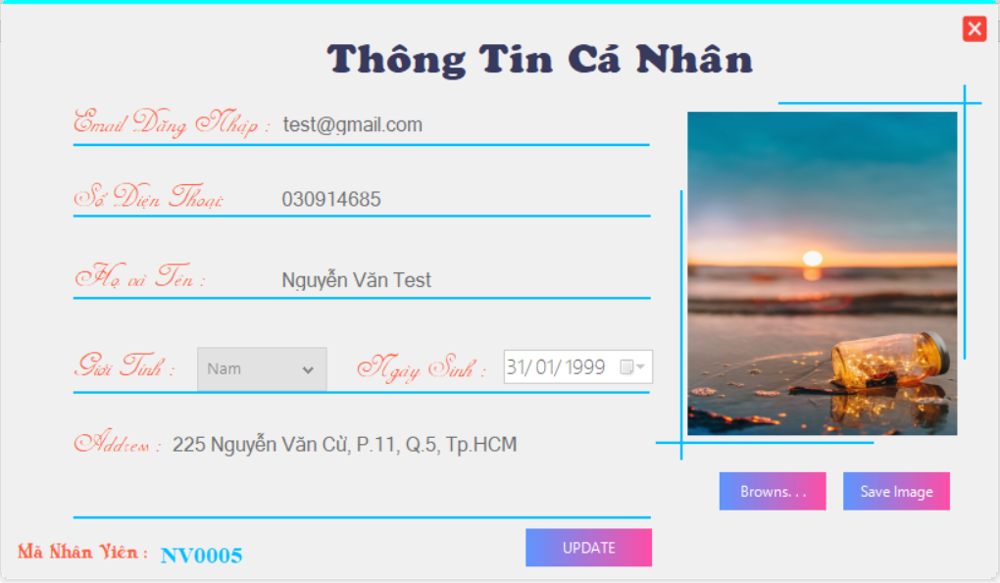 Thông Tin Cá Nhân
Email Đăng Nhập : test@gmail.com
Số Điện Thoại: 030914685
Họ và Tên : Nguyễn Văn Test
Giới Tính : Nam Ngày Sinh : 31/01/1999
Address : 225 Nguyễn Văn Cừ, P.11, Q.5, Tp.HCM
Browns. . . Save Image
Mã Nhân Viên : NV0005 UPDATE